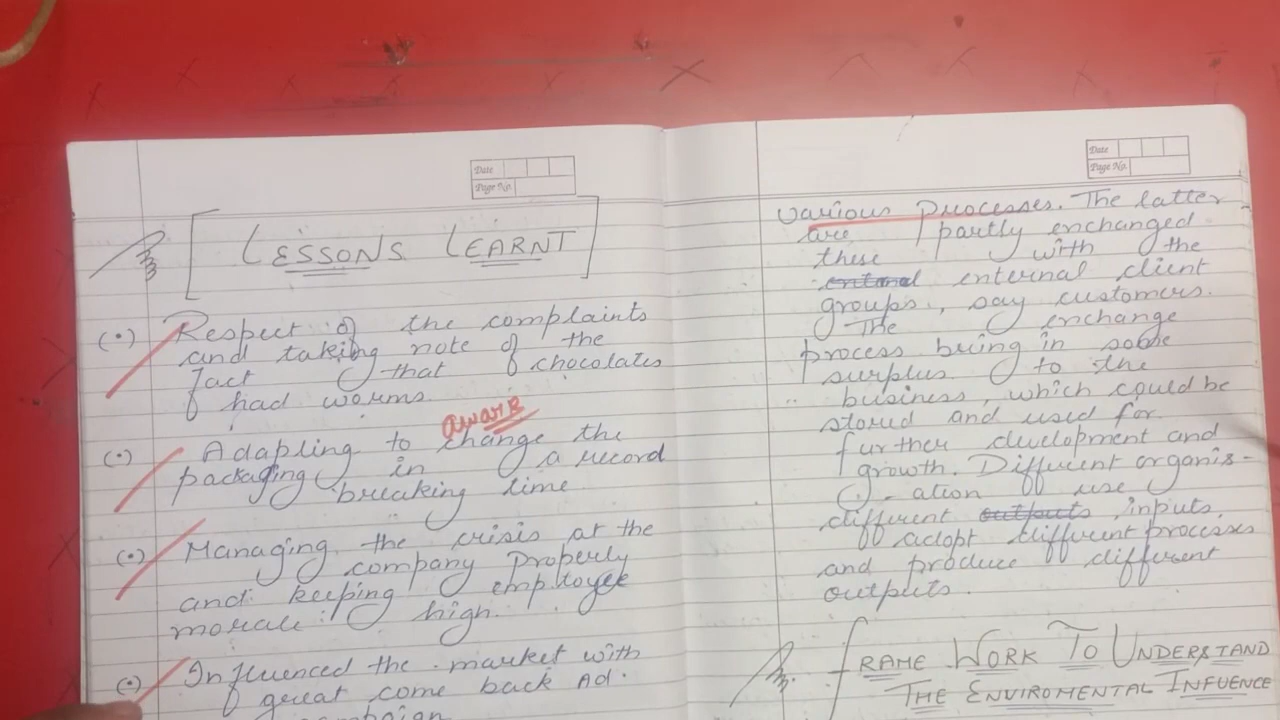 Date
Page No.
LESSONS LEARNT
(•) Respect of the complaints
and taking note of the
fact that chocolates
had worms
aware
(•) Adapling to change the
packaging in a record
breaking time
(•) Managing the crisis at the
company Properly
and keeping employee
morale high.
(•) Influenced the market with
great come back Ad.
Date
Page No.
various processes. The latter
are partly exchanged
these with the
external client
groups, say customers.
The exchange
process being in some
surplus to the
business, which could be
stored and used for
further development and
growth. Different organis-
ation use
different outputs inputs,
adopt different processes
and produce different
outputs.
FRAME WORK TO UNDERSTAND
THE ENVIROMENTAL INFUENCE